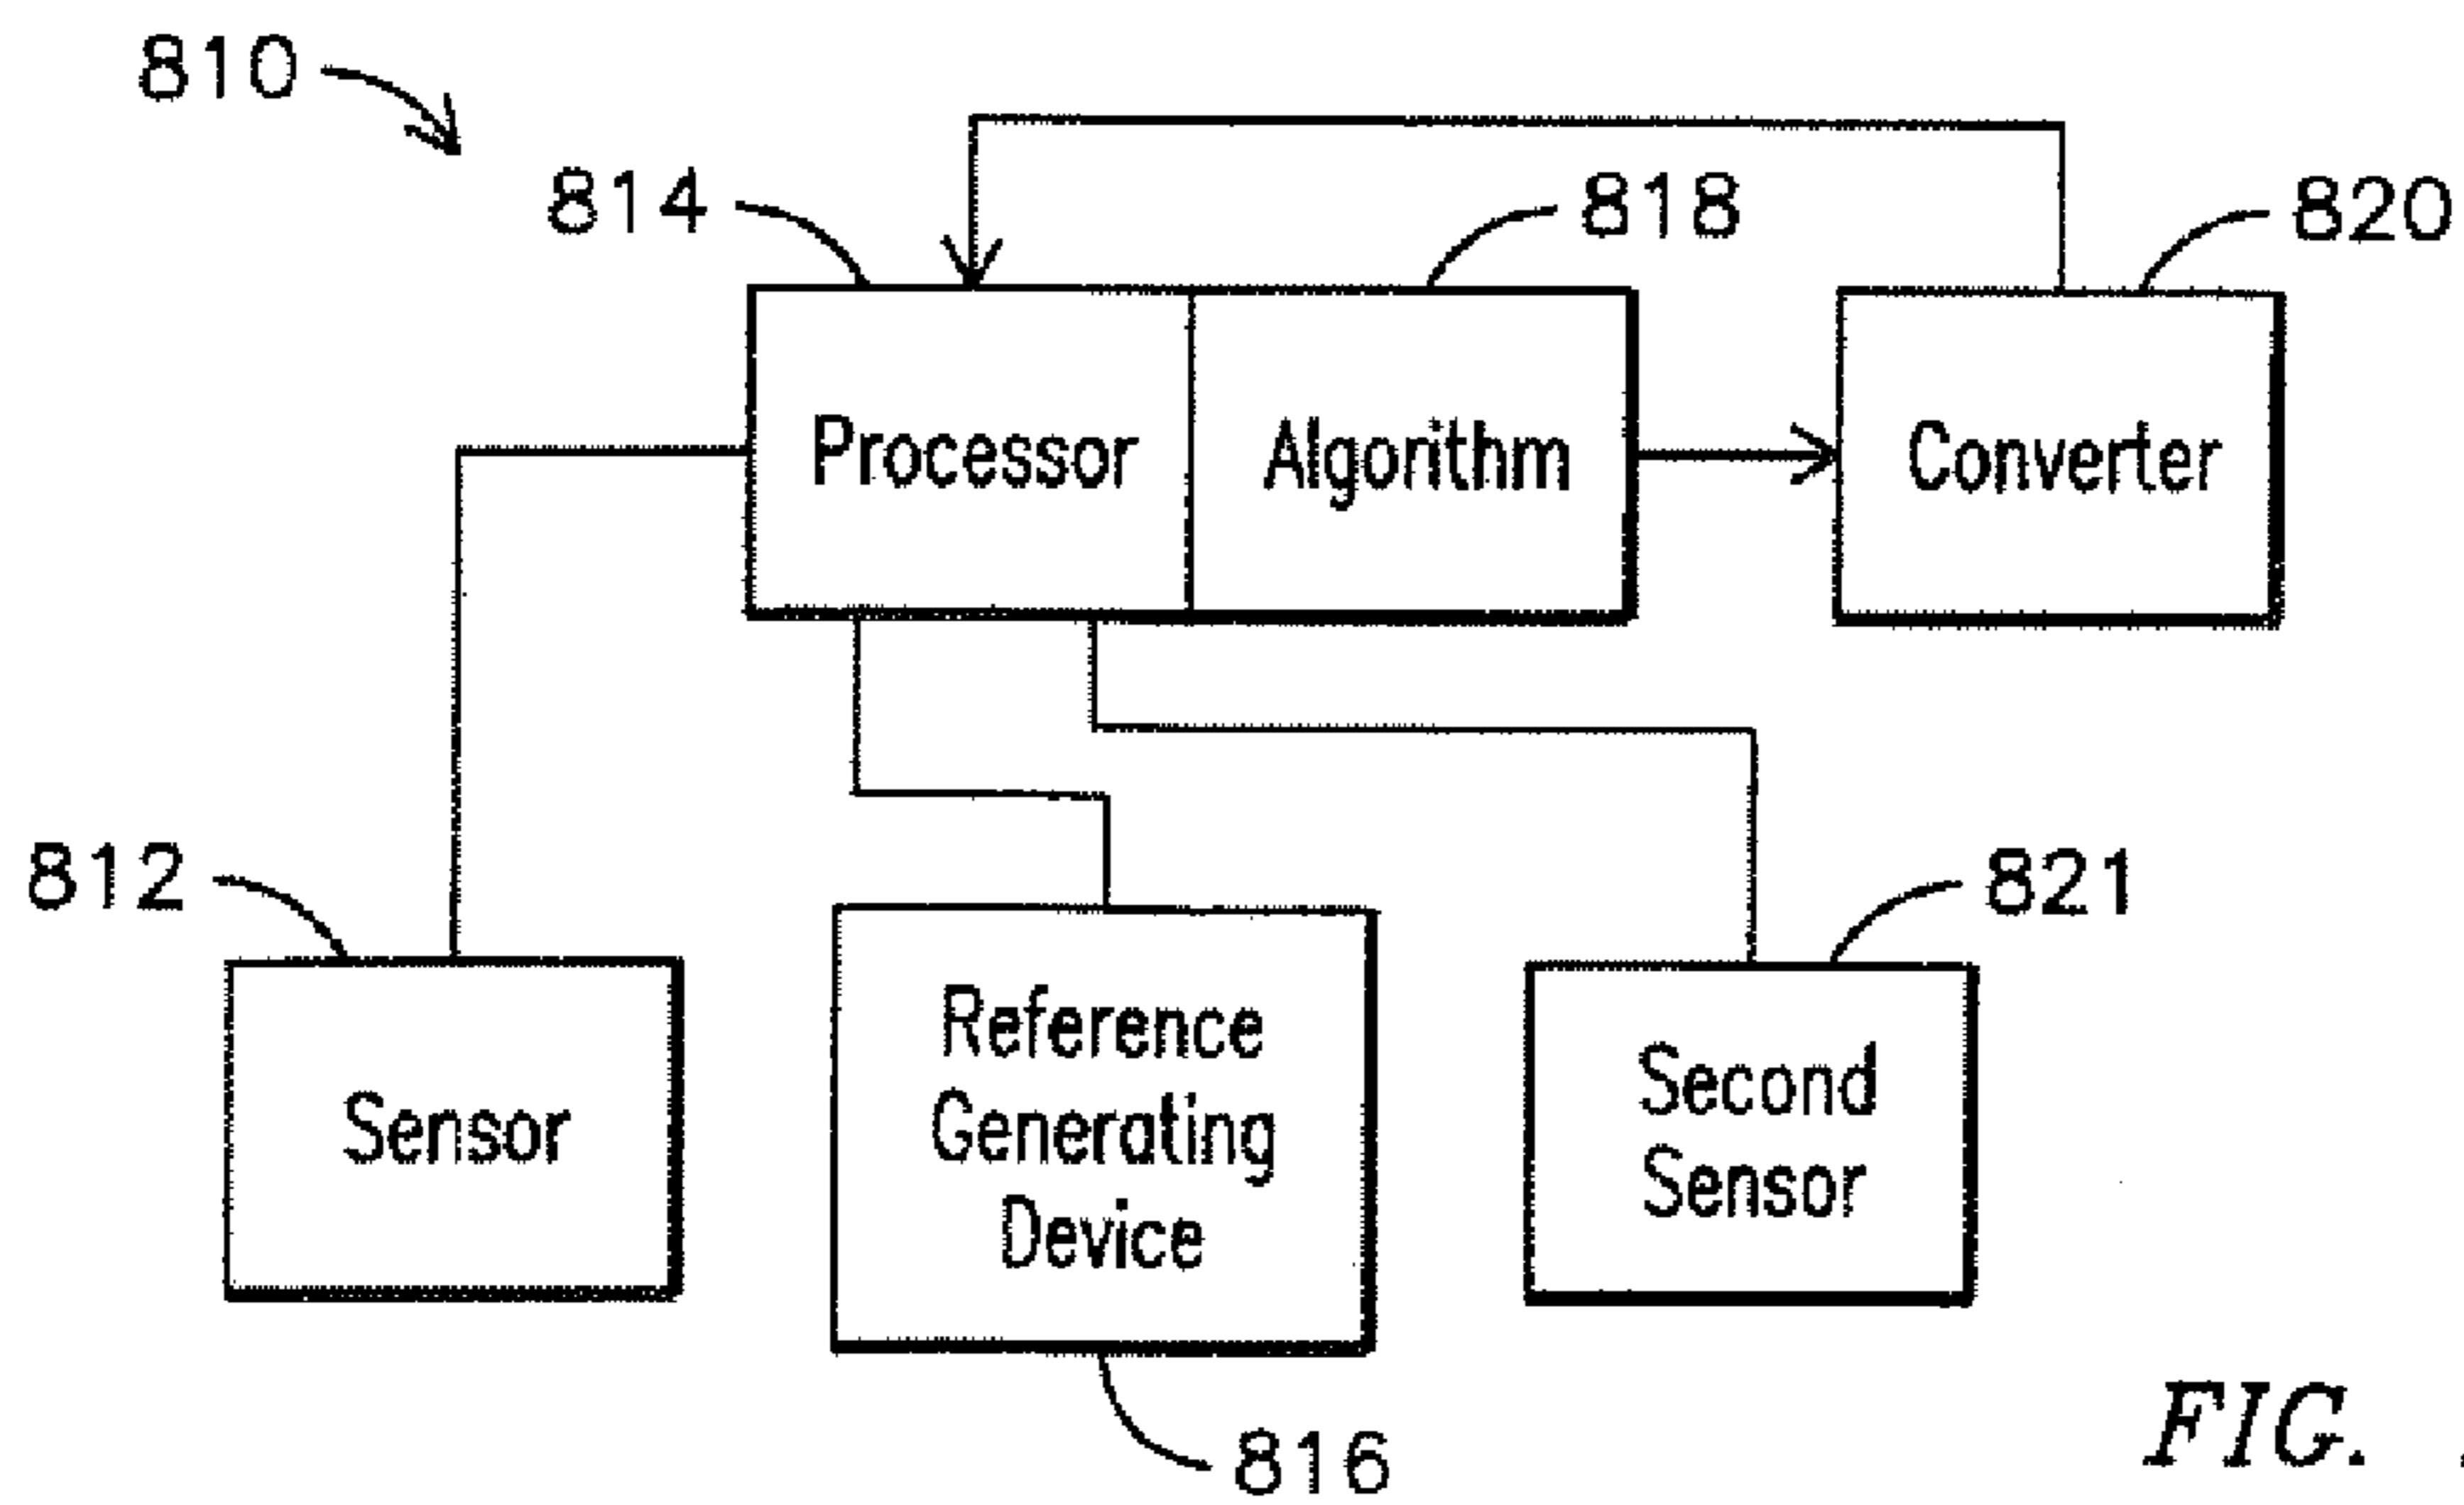 810
814
818
820
Processor
Algorithm
Converter
812
821
Sensor
Reference
Generating
Device
Second
Sensor
816
FIG.